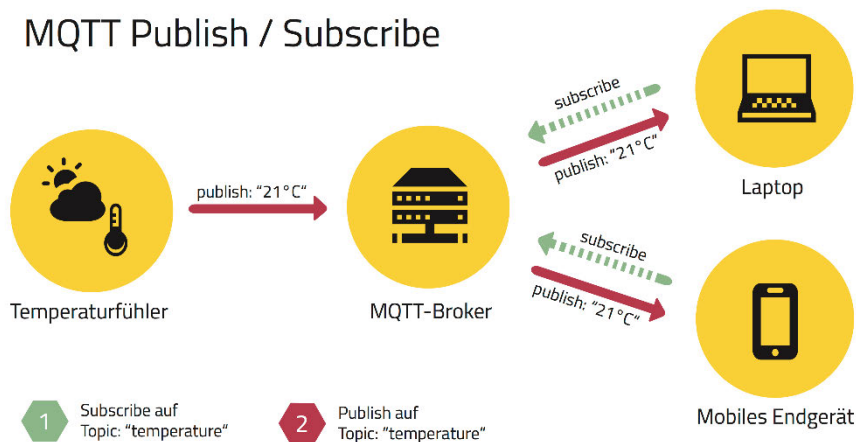 MQTT Publish / Subscribe
subscribe
publish: "21°C"
Laptop
publish: "21°C"
subscribe
publish: "21°C"
Temperaturfühler
MQTT-Broker
Mobiles Endgerät
1
Subscribe auf
Topic: "temperature"
2
Publish auf
Topic: "temperature"